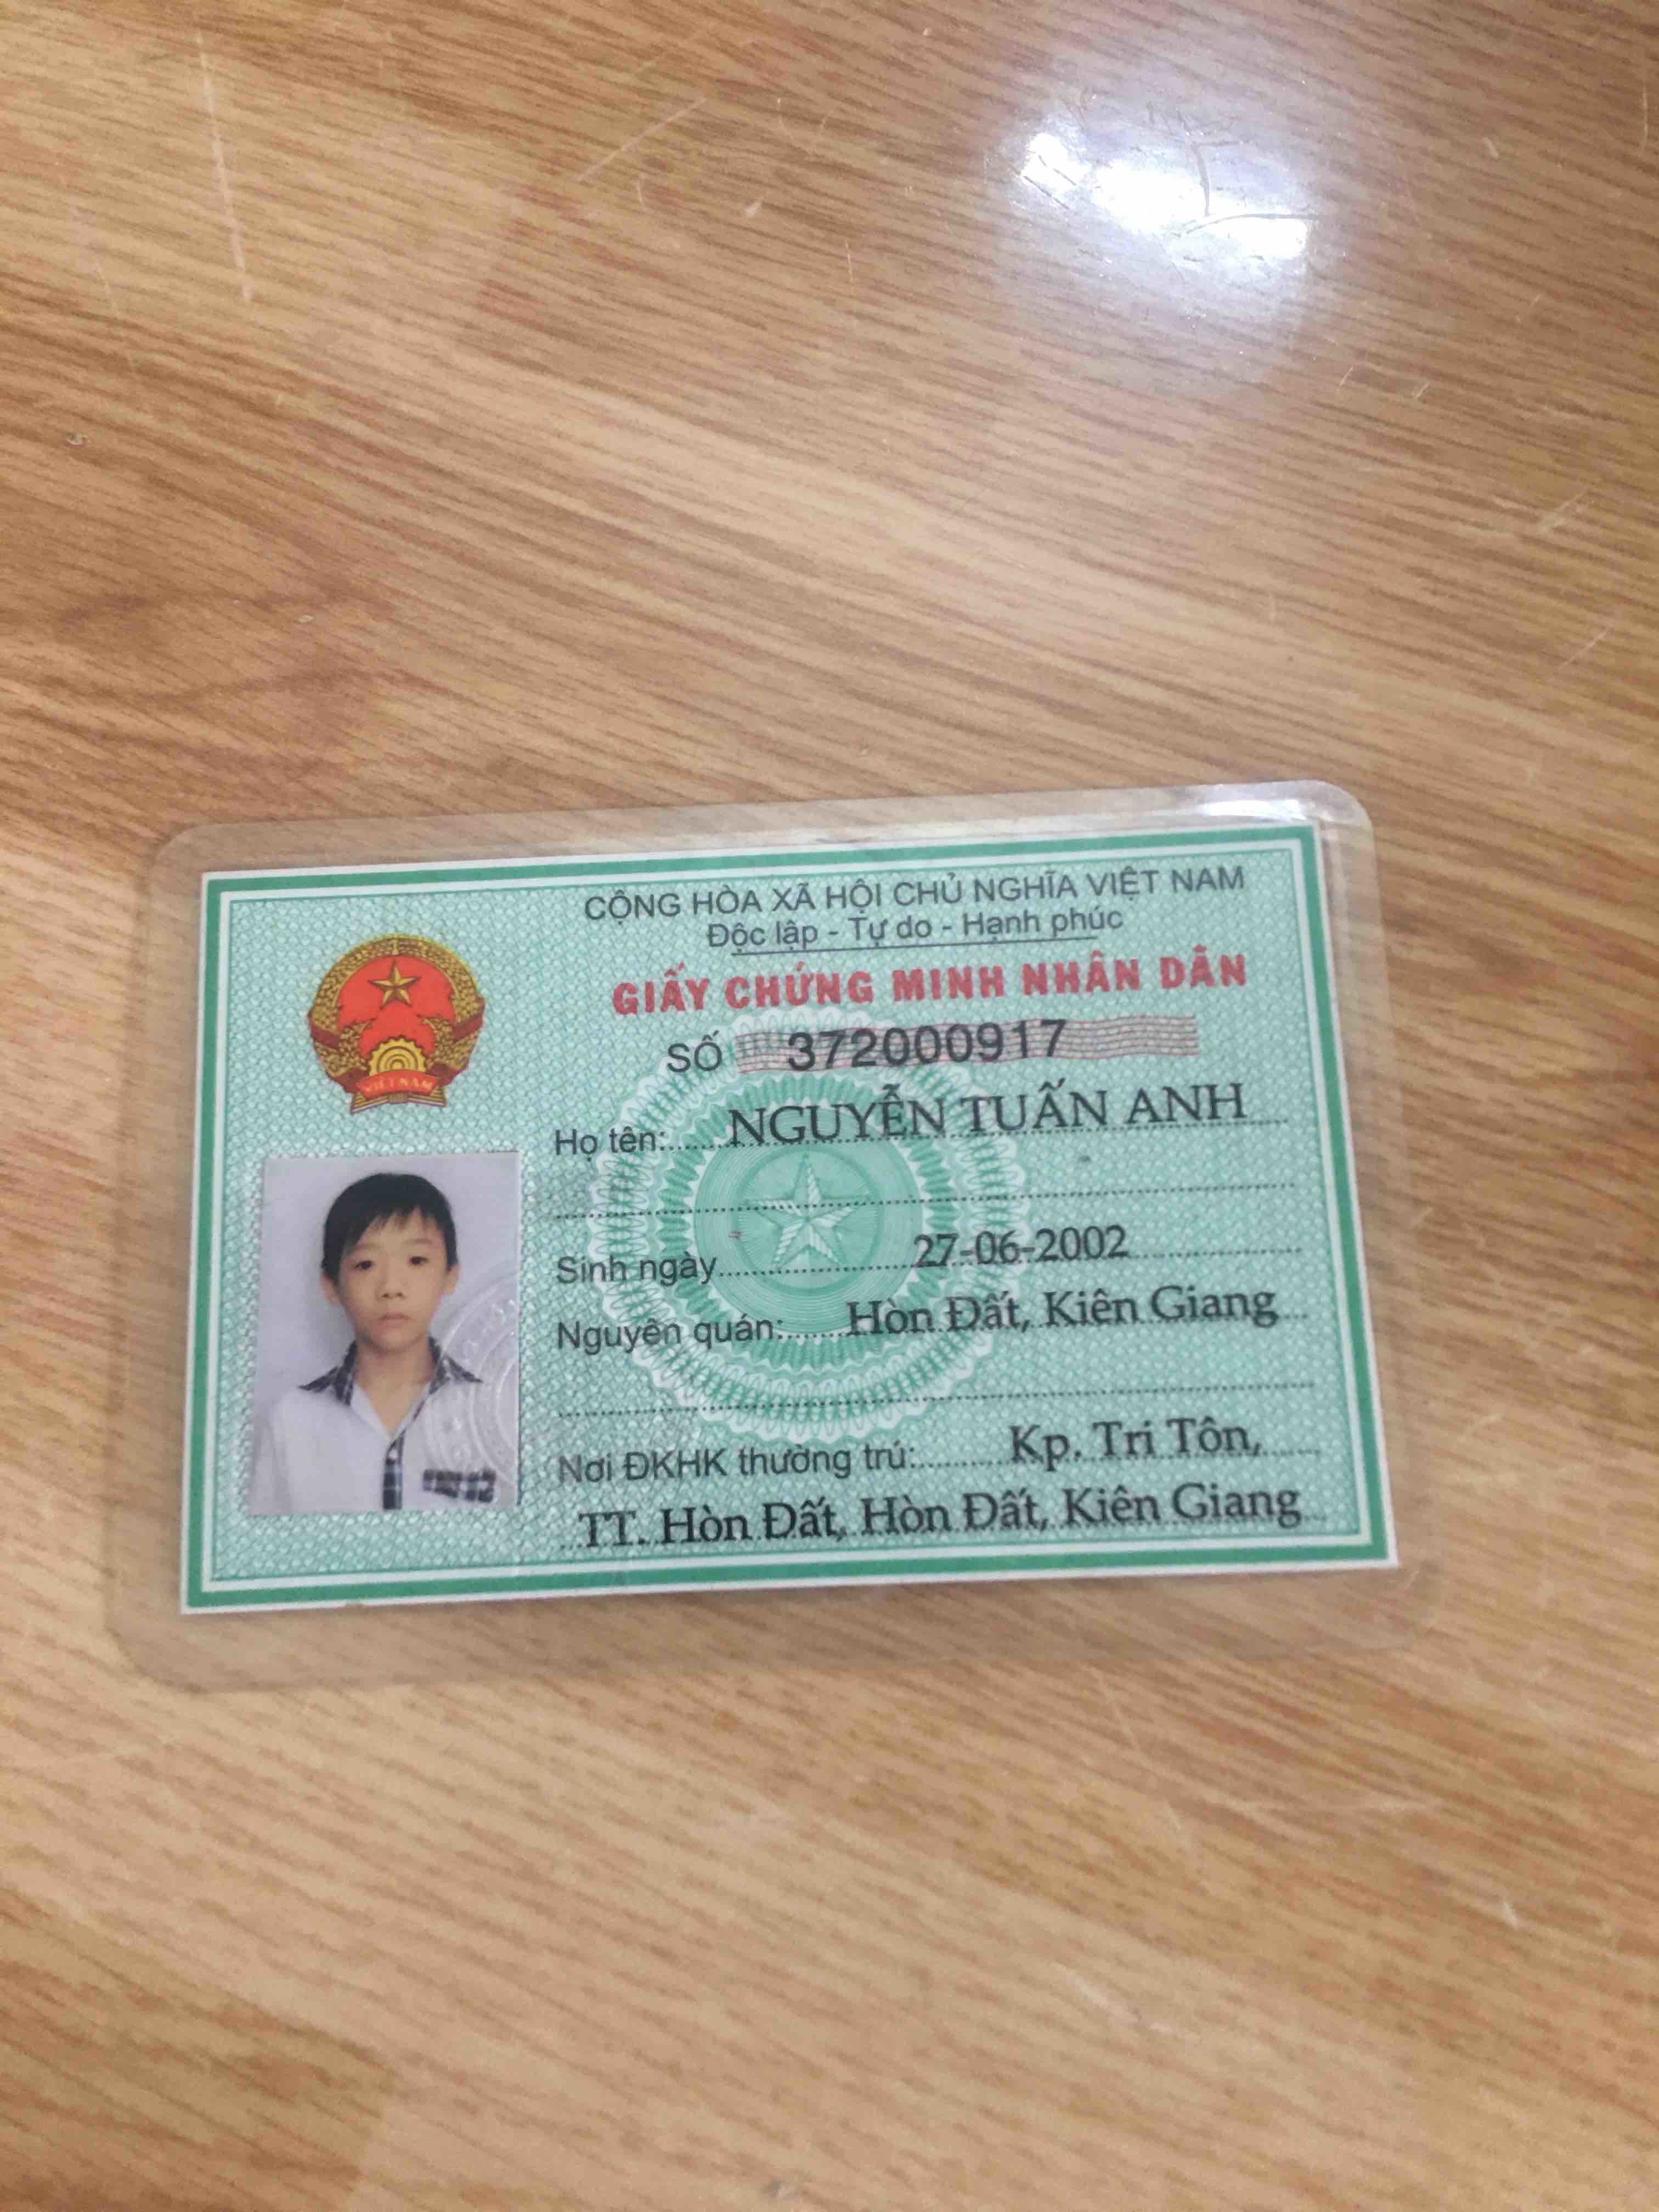 CỘNG HÒA XÃ HỘI CHỦ NGHĨA VIỆT NAM
Độc lập - Tự do - Hạnh phúc
GIẤY CHỨNG MINH NHÂN DÂN
SỐ 372000917
VIỆT NAM
Họ tên: NGUYỄN TUẤN ANH
Sinh ngày 27-06-2002
Nguyên quán: Hòn Đất, Kiên Giang
Nơi ĐKHK thường trú: Kp. Tri Tôn,
TT. Hòn Đất, Hòn Đất, Kiên Giang